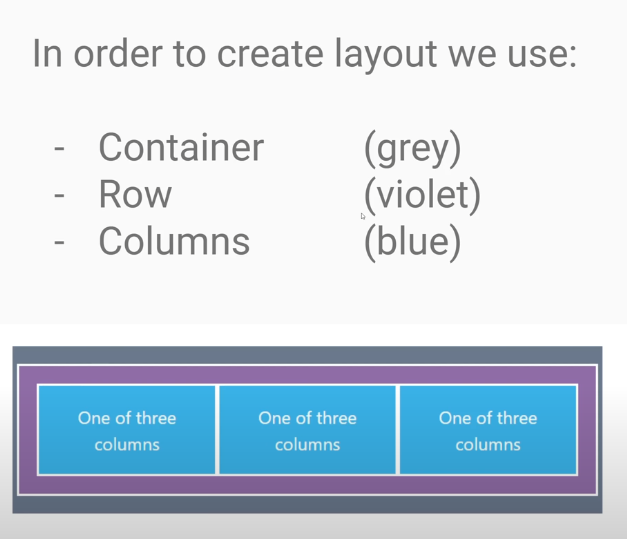 In order to create layout we use:
- Container (grey)
- Row (violet)
- Columns (blue)
One of three columns
One of three columns
One of three columns